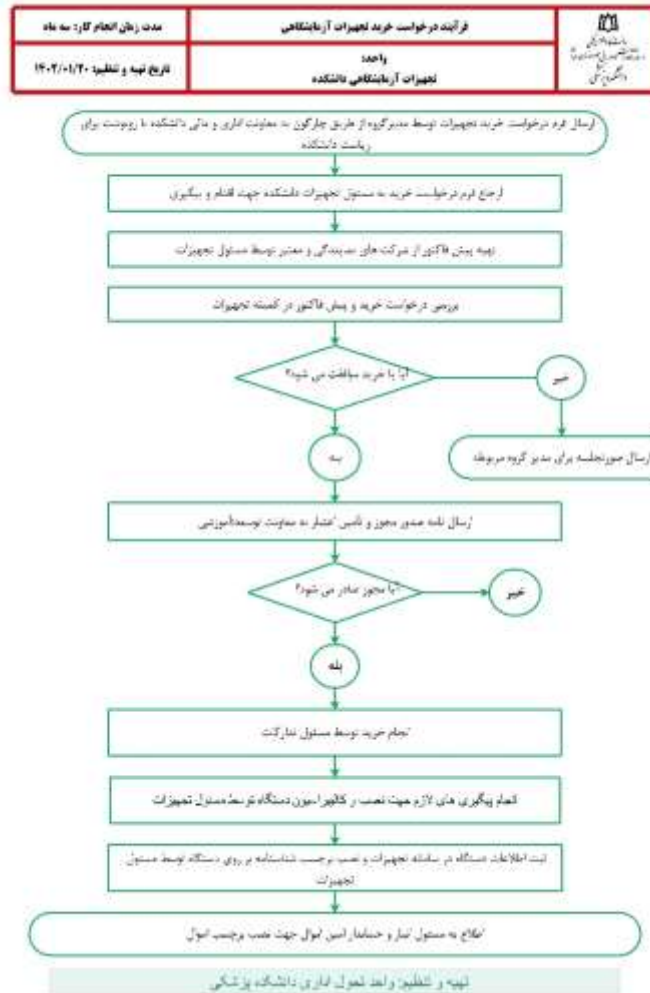 فرآیند درخواست خرید تجهیزات آزمایشگاهی
مدت زمان انجام کار: سه ماه
واحد:
تجهیزات آزمایشگاهی دانشکده
تاریخ تهیه و تنظیم: ۱۴۰۲/۰۱/۲۰
ارسال فرم درخواست خرید تجهیزات توسط مدیرگروه از طریق چارگون به معاونت اداری و مالی دانشکده با رونوشت برای
ریاست دانشکده
ارجاع فرم درخواست خرید به مسئول تجهیزات دانشکده جهت اقدام و پیگیری
تهیه پیش فاکتور از شرکت های نمایندگی و معتبر توسط مسئول تجهیزات
بررسی درخواست خرید و پیش فاکتور در کمیته تجهیزات
آیا با خرید موافقت می شود؟
خیر
بله
ارسال صورتجلسه برای مدیر گروه مربوطه
ارسال نامه صدور مجوز و تأمین اعتبار به معاونت توسعه آموزشی
آیا مجوز صادر می شود؟
خیر
بله
انجام خرید توسط مسئول تدارکات
انجام پیگیری های لازم جهت نصب و کالیبراسیون دستگاه توسط مسئول تجهیزات
ثبت اطلاعات دستگاه در سامانه تجهیزات و نصب برچسب شناسنامه بر روی دستگاه توسط مسئول
تجهیزات
اطلاع به مسئول انبار و حسابدار امین اموال جهت نصب برچسب اموال
تهیه و تنظیم: واحد تحول اداری دانشکده پزشکی